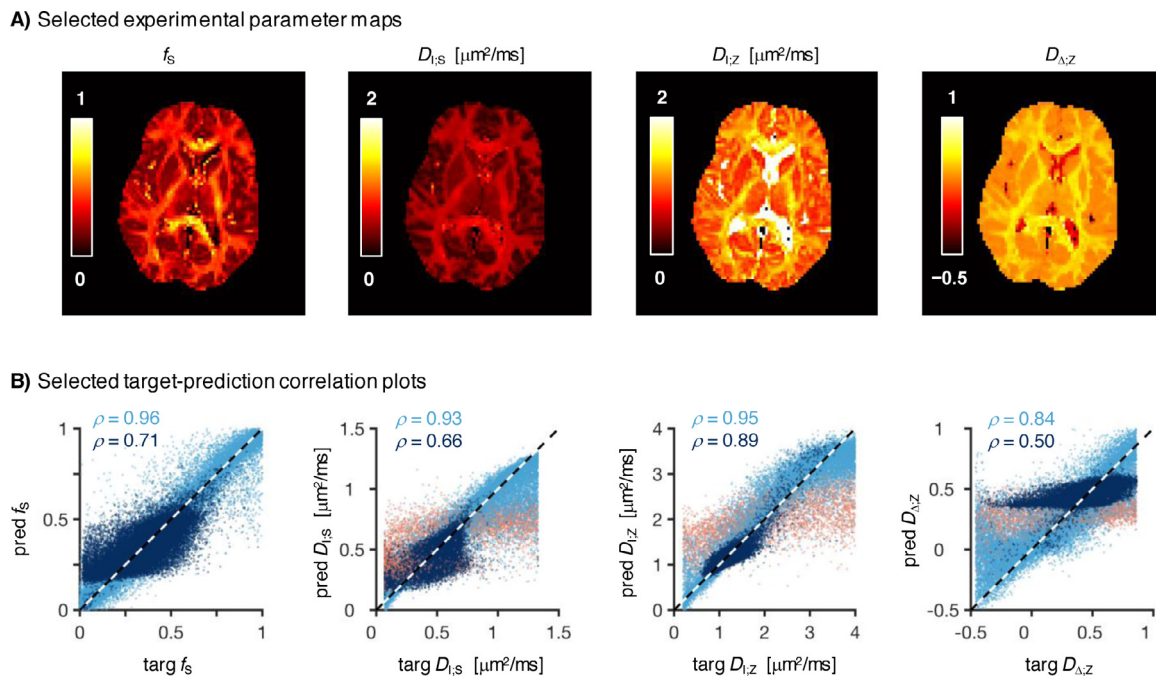 A) Selected experimental parameter maps
fS
DI;S [μm²/ms]
DI;Z [μm²/ms]
DΔ;Z
1
0
2
0
2
0
1
−0.5
B) Selected target-prediction correlation plots
ρ = 0.96
ρ = 0.71
1
0.5
0
0
0.5
1
pred fS
targ fS
ρ = 0.93
ρ = 0.66
1.5
1
0.5
0
0
0.5
1
1.5
pred DI;S [μm²/ms]
targ DI;S [μm²/ms]
ρ = 0.95
ρ = 0.89
4
3
2
1
0
0
1
2
3
4
pred DI;Z [μm²/ms]
targ DI;Z [μm²/ms]
ρ = 0.84
ρ = 0.50
1
0.5
0
-0.5
-0.5
0
0.5
1
pred DΔ;Z
targ DΔ;Z